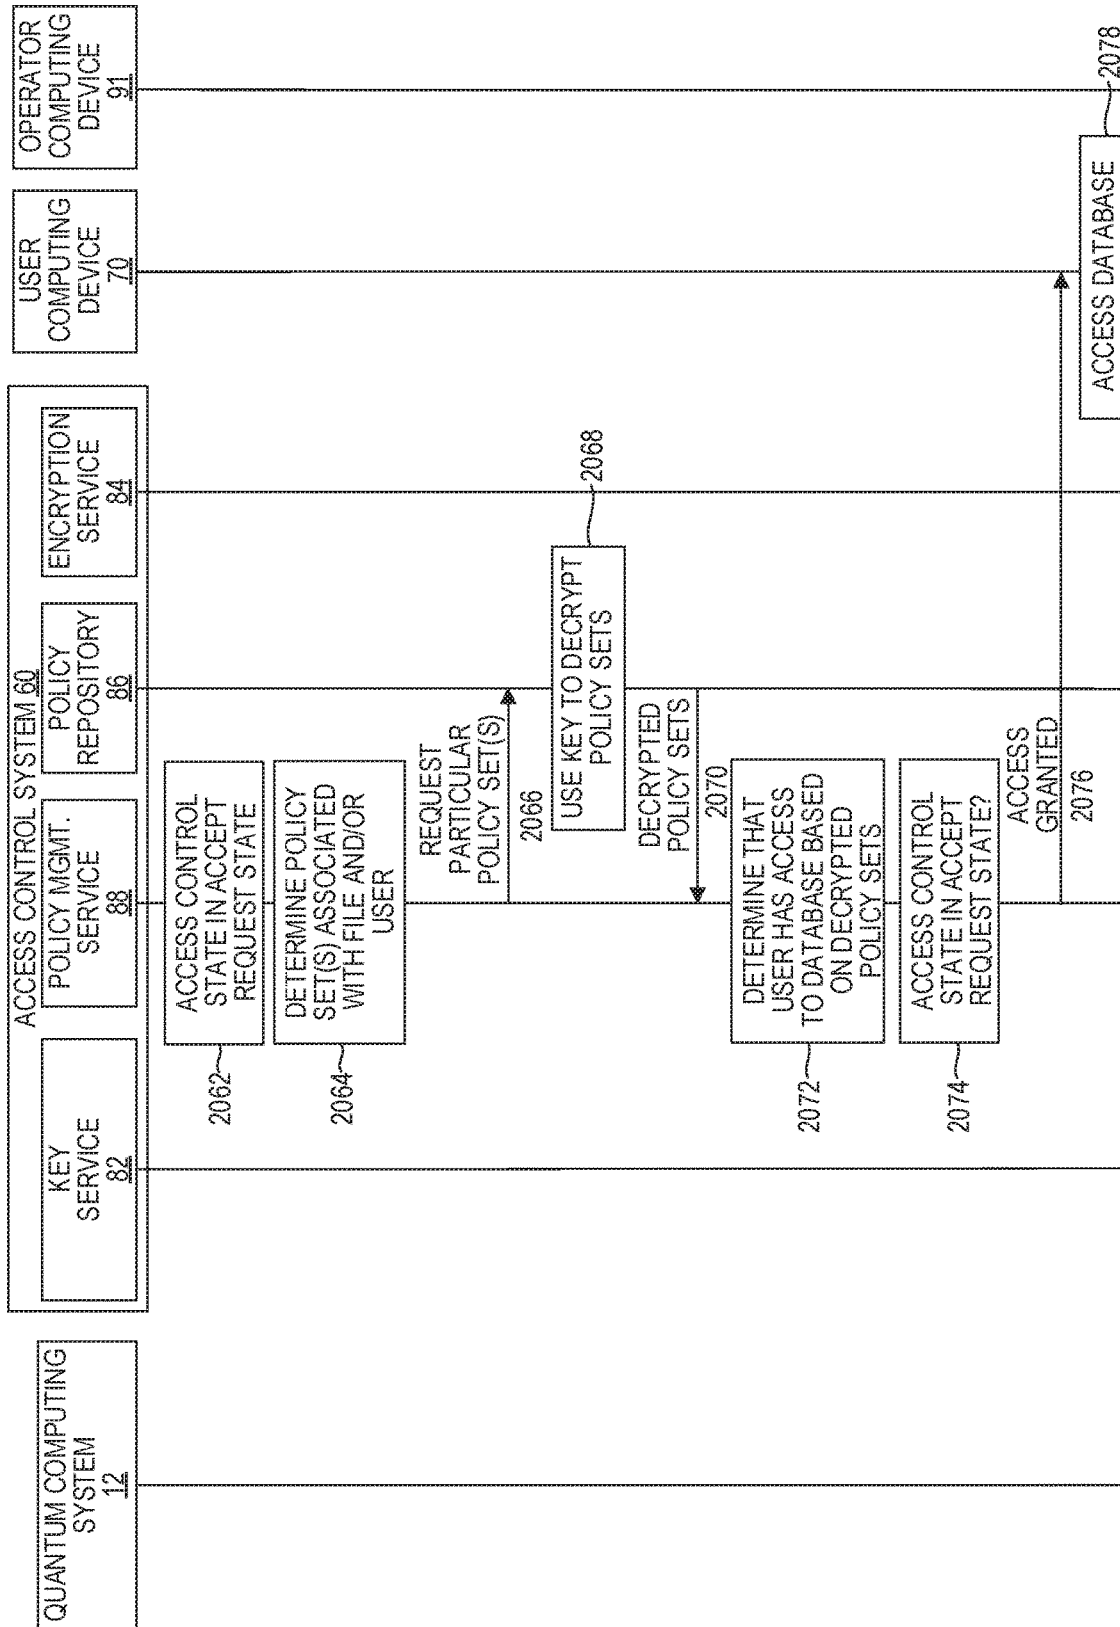 QUANTUM COMPUTING
SYSTEM
12
ACCESS CONTROL SYSTEM 60
KEY
SERVICE
82
POLICY MGMT.
SERVICE
88
POLICY
REPOSITORY
86
ENCRYPTION
SERVICE
84
USER
COMPUTING
DEVICE
70
OPERATOR
COMPUTING
DEVICE
91
2062
ACCESS CONTROL
STATE IN ACCEPT
REQUEST STATE
2064
DETERMINE POLICY
SET(S) ASSOCIATED
WITH FILE AND/OR
USER
REQUEST
PARTICULAR
POLICY SET(S)
2066
USE KEY TO DECRYPT
POLICY SETS
2068
DECRYPTED
POLICY SETS
2070
DETERMINE THAT
USER HAS ACCESS
TO DATABASE BASED
ON DECRYPTED
POLICY SETS
2072
ACCESS CONTROL
STATE IN ACCEPT
REQUEST STATE?
2074
ACCESS
GRANTED
2076
ACCESS DATABASE
2078